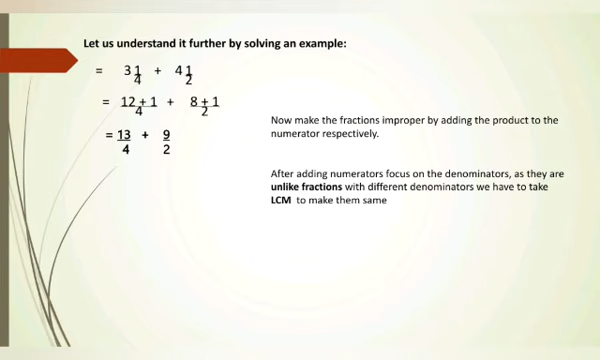 Let us understand it further by solving an example:
= 3 1/4 + 4 1/2
= 12+1/4 + 8+1/2
= 13/4 + 9/2
Now make the fractions improper by adding the product to the
numerator respectively.
After adding numerators focus on the denominators, as they are
unlike fractions with different denominators we have to take
LCM to make them same